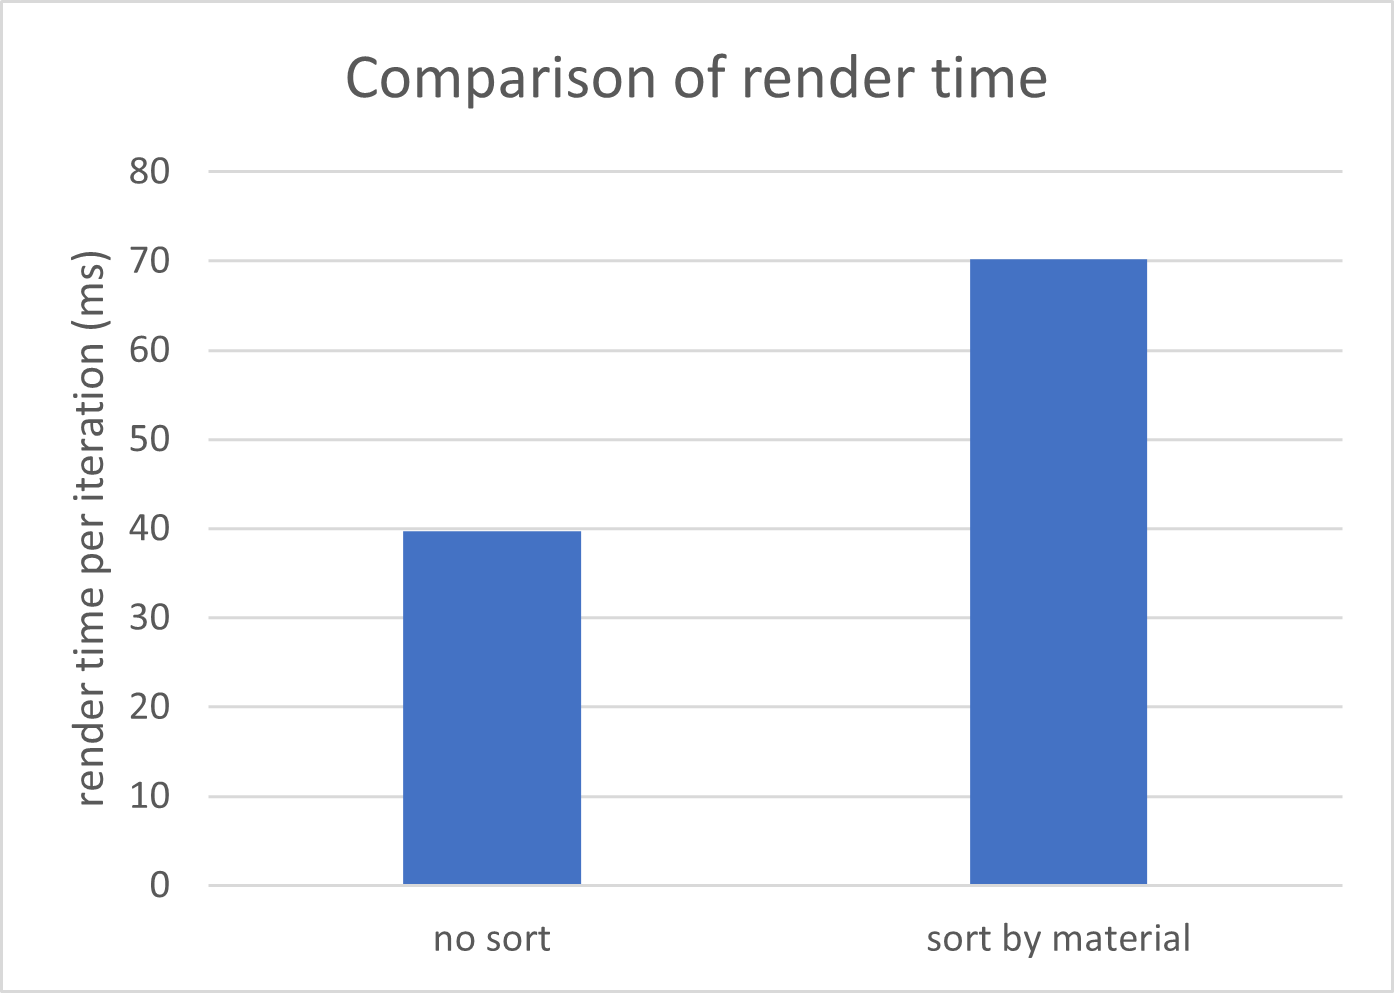 Comparison of render time
render time per iteration (ms)
80
70
60
50
40
30
20
10
0
no sort
sort by material